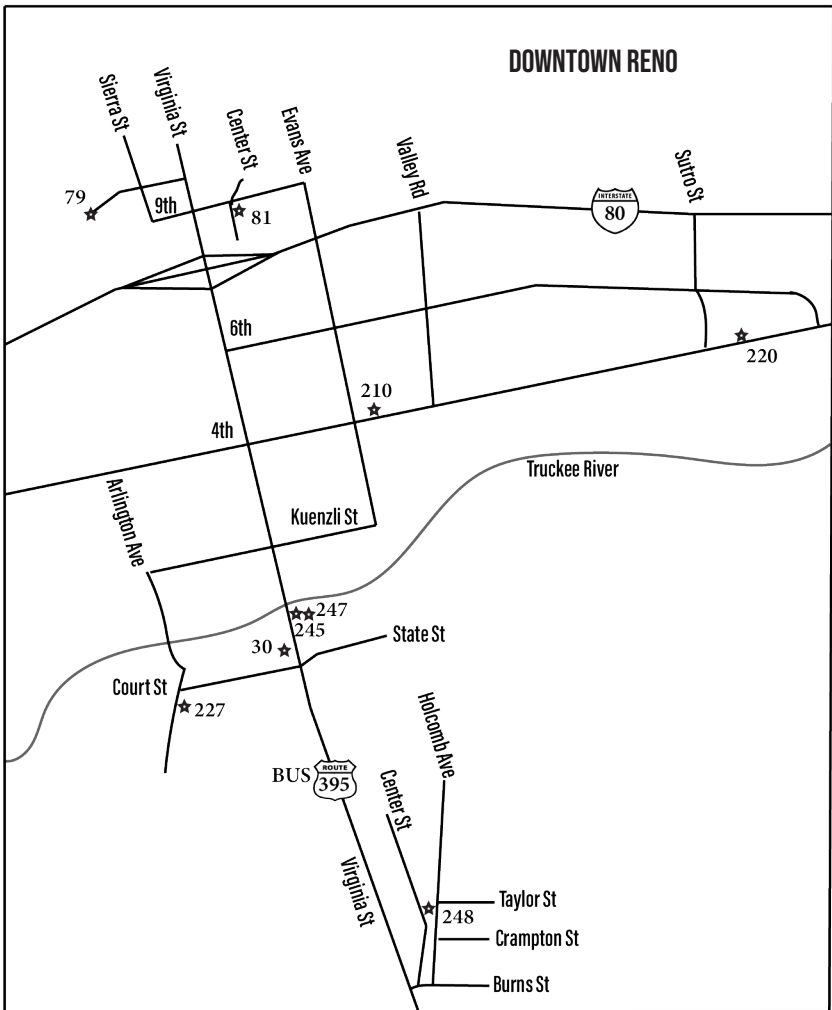 DOWNTOWN RENO
Sierra St
Virginia St
Center St
Evans Ave
Valley Rd
Sutro St
79
9th
81
INTERSTATE
80
6th
220
210
4th
Truckee River
Arlington Ave
Kuenzli St
247
245
30
State St
Court St
227
Holcomb Ave
BUS
ROUTE
395
Center St
Virginia St
Taylor St
248
Crampton St
Burns St